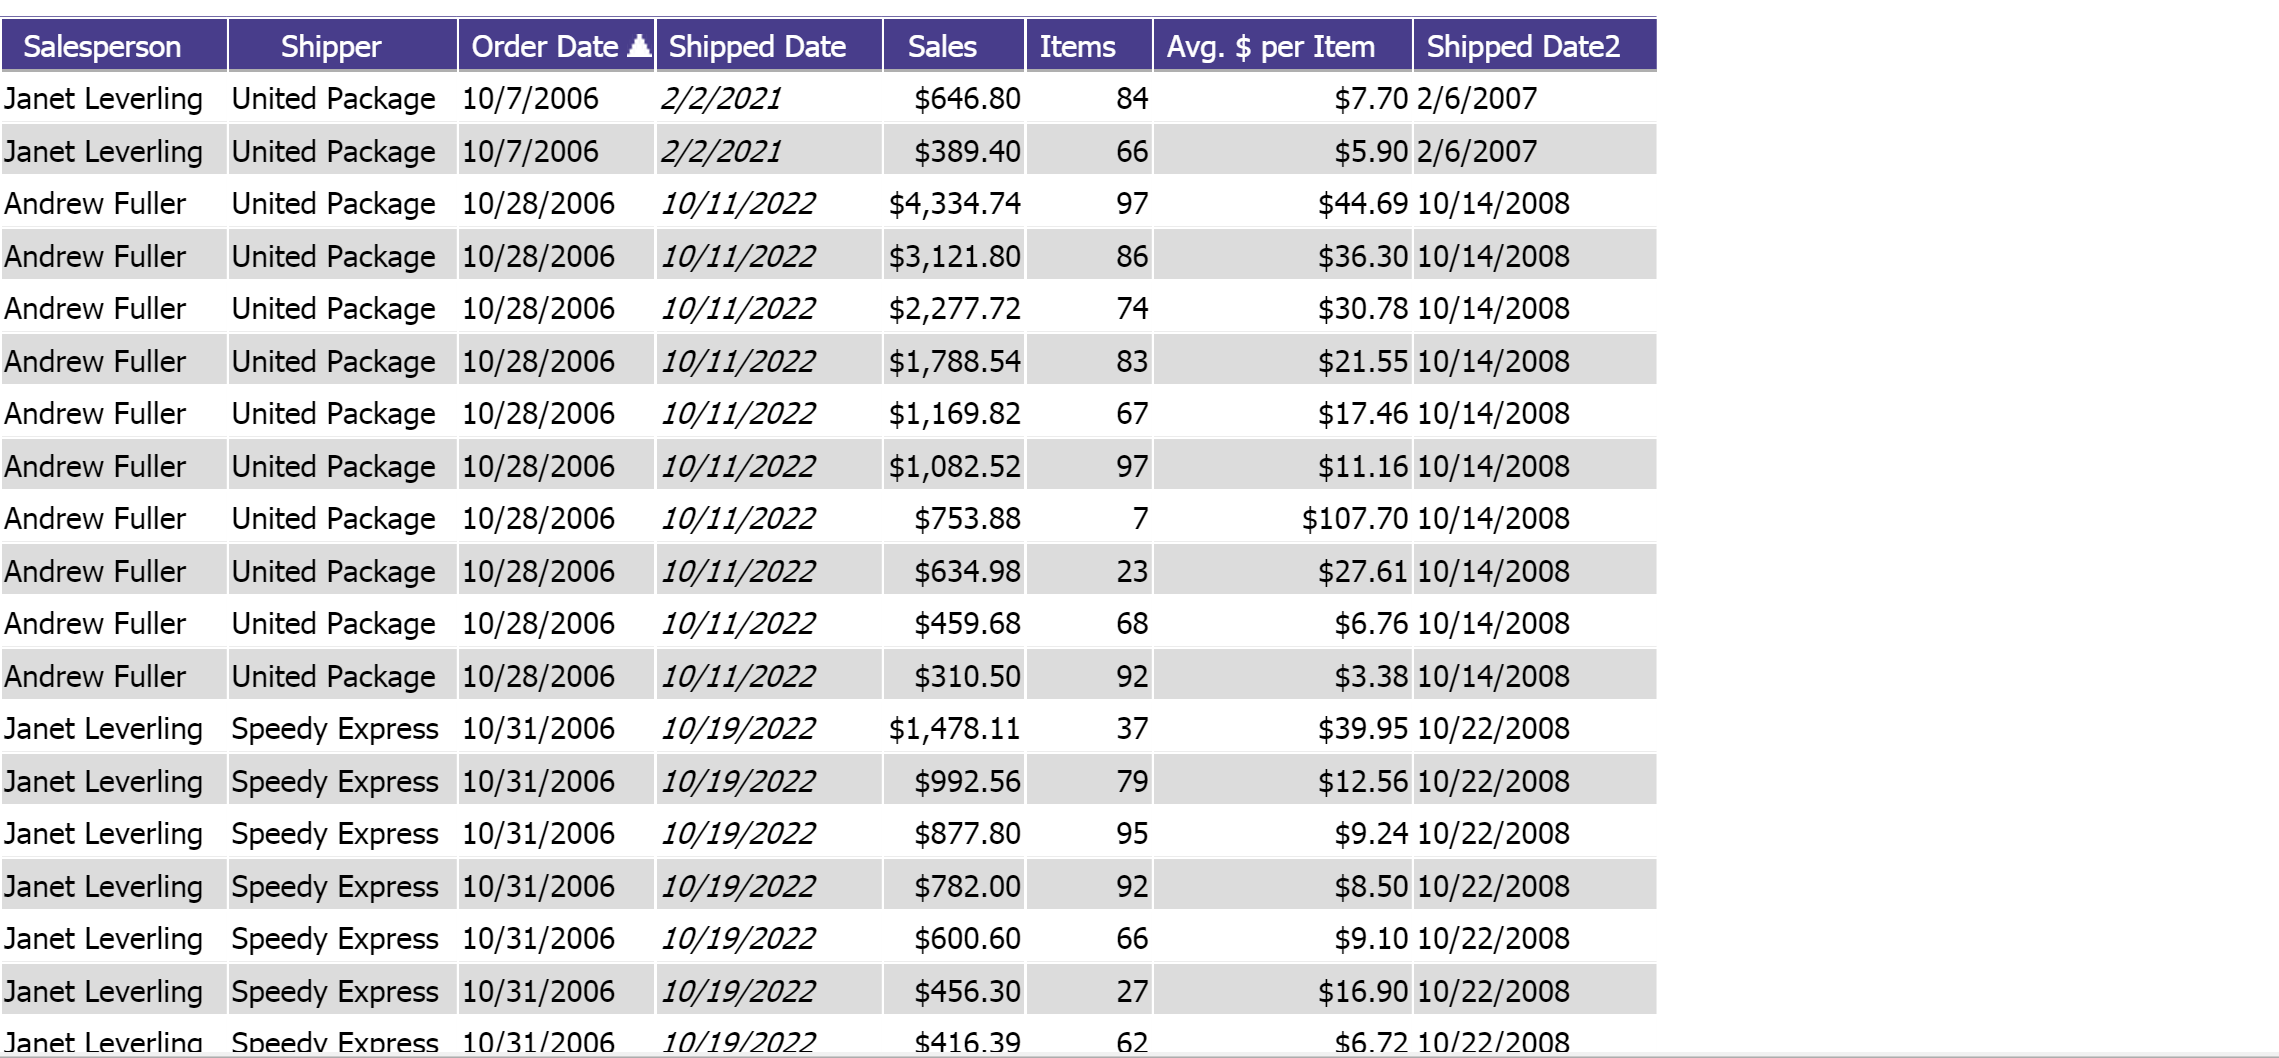 Salesperson Shipper Order Date Shipped Date Sales Items Avg. $ per Item Shipped Date2
Janet Leverling United Package 10/7/2006 2/2/2021 $646.80 84 $7.70 2/6/2007
Janet Leverling United Package 10/7/2006 2/2/2021 $389.40 66 $5.90 2/6/2007
Andrew Fuller United Package 10/28/2006 10/11/2022 $4,334.74 97 $44.69 10/14/2008
Andrew Fuller United Package 10/28/2006 10/11/2022 $3,121.80 86 $36.30 10/14/2008
Andrew Fuller United Package 10/28/2006 10/11/2022 $2,277.72 74 $30.78 10/14/2008
Andrew Fuller United Package 10/28/2006 10/11/2022 $1,788.54 83 $21.55 10/14/2008
Andrew Fuller United Package 10/28/2006 10/11/2022 $1,169.82 67 $17.46 10/14/2008
Andrew Fuller United Package 10/28/2006 10/11/2022 $1,082.52 97 $11.16 10/14/2008
Andrew Fuller United Package 10/28/2006 10/11/2022 $753.88 7 $107.70 10/14/2008
Andrew Fuller United Package 10/28/2006 10/11/2022 $634.98 23 $27.61 10/14/2008
Andrew Fuller United Package 10/28/2006 10/11/2022 $459.68 68 $6.76 10/14/2008
Andrew Fuller United Package 10/28/2006 10/11/2022 $310.50 92 $3.38 10/14/2008
Janet Leverling Speedy Express 10/31/2006 10/19/2022 $1,478.11 37 $39.95 10/22/2008
Janet Leverling Speedy Express 10/31/2006 10/19/2022 $992.56 79 $12.56 10/22/2008
Janet Leverling Speedy Express 10/31/2006 10/19/2022 $877.80 95 $9.24 10/22/2008
Janet Leverling Speedy Express 10/31/2006 10/19/2022 $782.00 92 $8.50 10/22/2008
Janet Leverling Speedy Express 10/31/2006 10/19/2022 $600.60 66 $9.10 10/22/2008
Janet Leverling Speedy Express 10/31/2006 10/19/2022 $456.30 27 $16.90 10/22/2008
Janet Leverling Speedy Express 10/31/2006 10/19/2022 $416.39 62 $6.72 10/22/2008